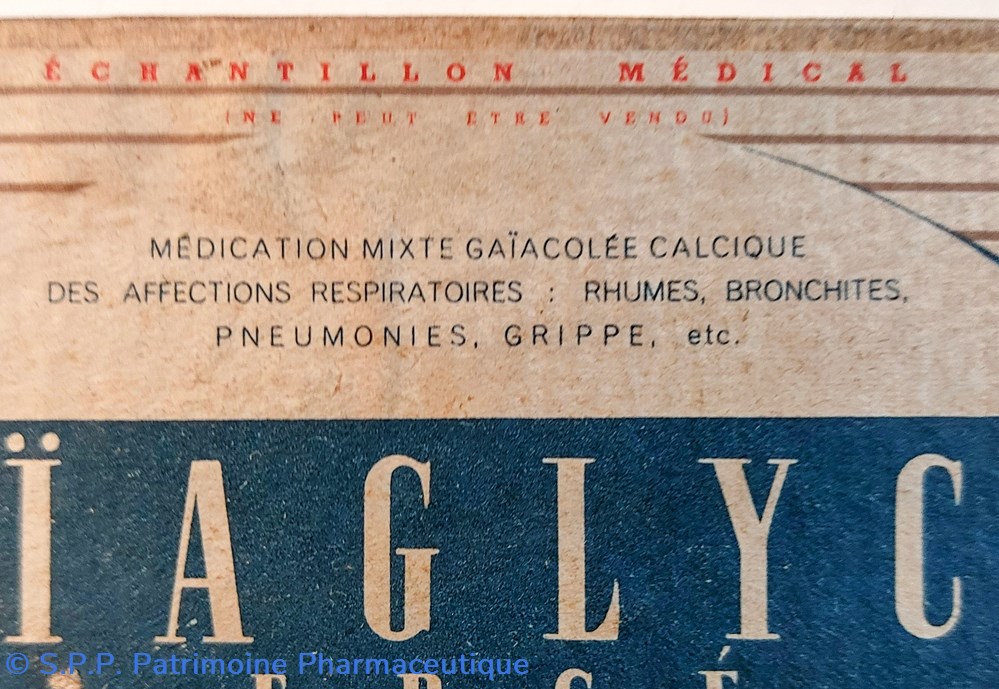 ÉCHANTILLON MÉDICAL
(NE PEUT ÊTRE VENDU)
MÉDICATION MIXTE GAÏACOLÉE CALCIQUE
DES AFFECTIONS RESPIRATOIRES : RHUMES, BRONCHITES,
PNEUMONIES, GRIPPE, etc.
ÏAGLYC
© S.P.P. Patrimoine Pharmaceutique